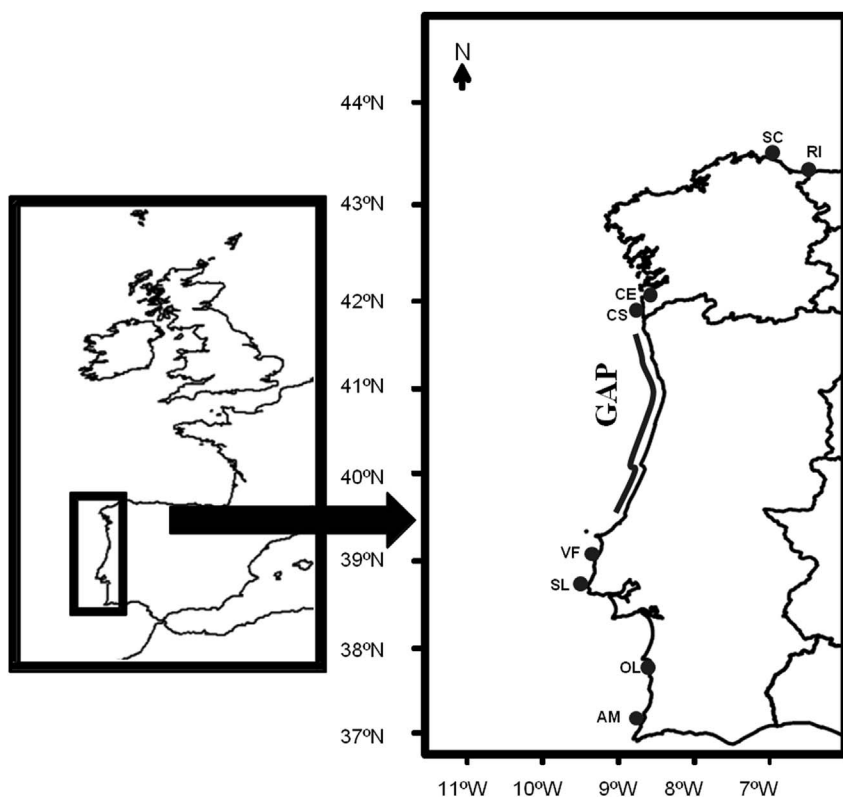 N
44ºN
SC
RI
43ºN
42ºN
CE
CS
41ºN
GAP
40ºN
39ºN
VF
SL
38ºN
OL
AM
37ºN
11ºW 10ºW 9ºW 8ºW 7ºW